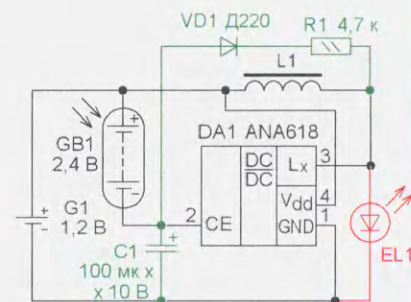 VD1 Д220
R1 4,7 к
L1
+
GB1
2,4 В
−
DA1 ANA618
DC
DC
Lx
3
Vdd
4
GND
1
2
CE
G1
1,2 В
+
−
C1
+
100 мк x
x 10 В
EL1